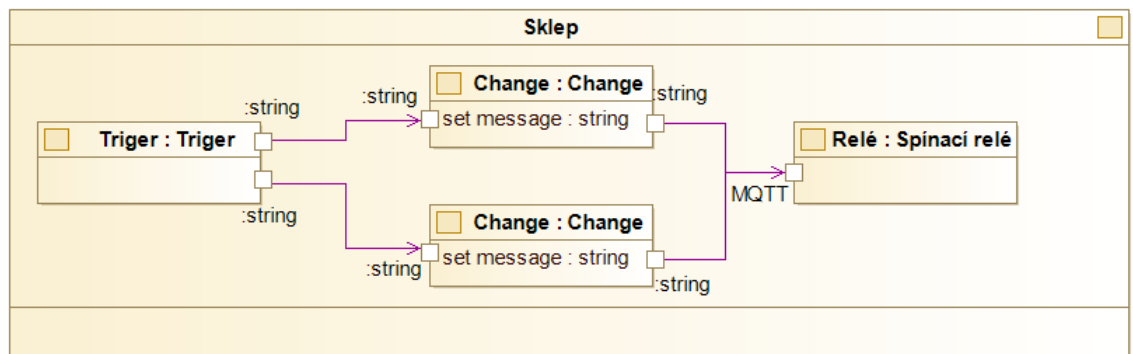 Sklep
Change : Change
:string
:string
:string
set message : string
Triger : Triger
Relé : Spínací relé
MQTT
:string
Change : Change
set message : string
:string
:string